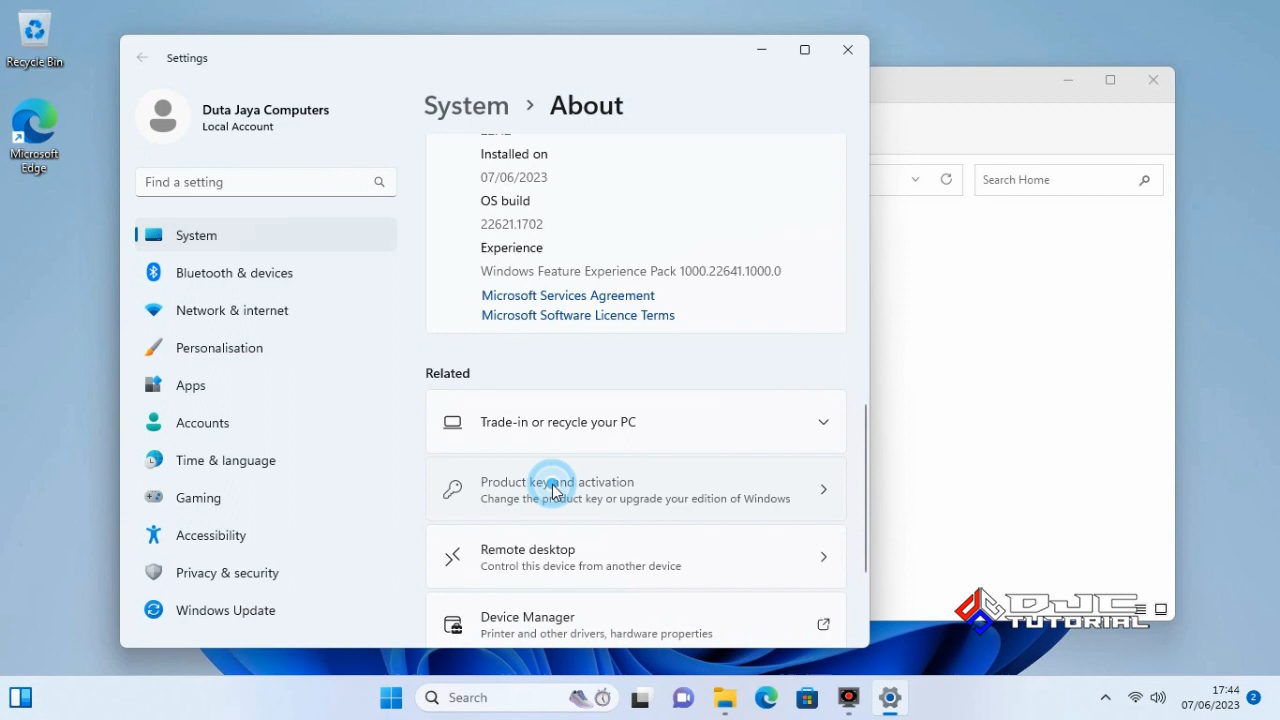 Recycle Bin
Microsoft
Edge
Settings
Duta Jaya Computers
Local Account
Find a setting
System
Bluetooth & devices
Network & internet
Personalisation
Apps
Accounts
Time & language
Gaming
Accessibility
Privacy & security
Windows Update
System > About
Installed on
07/06/2023
OS build
22621.1702
Experience
Windows Feature Experience Pack 1000.22641.1000.0
Microsoft Services Agreement
Microsoft Software Licence Terms
Related
Trade-in or recycle your PC
Product key and activation
Change the product key or upgrade your edition of Windows
Remote desktop
Control this device from another device
Device Manager
Printer and other drivers, hardware properties
Search Home
DJC
TUTORIAL
Search
17:44
07/06/2023
2